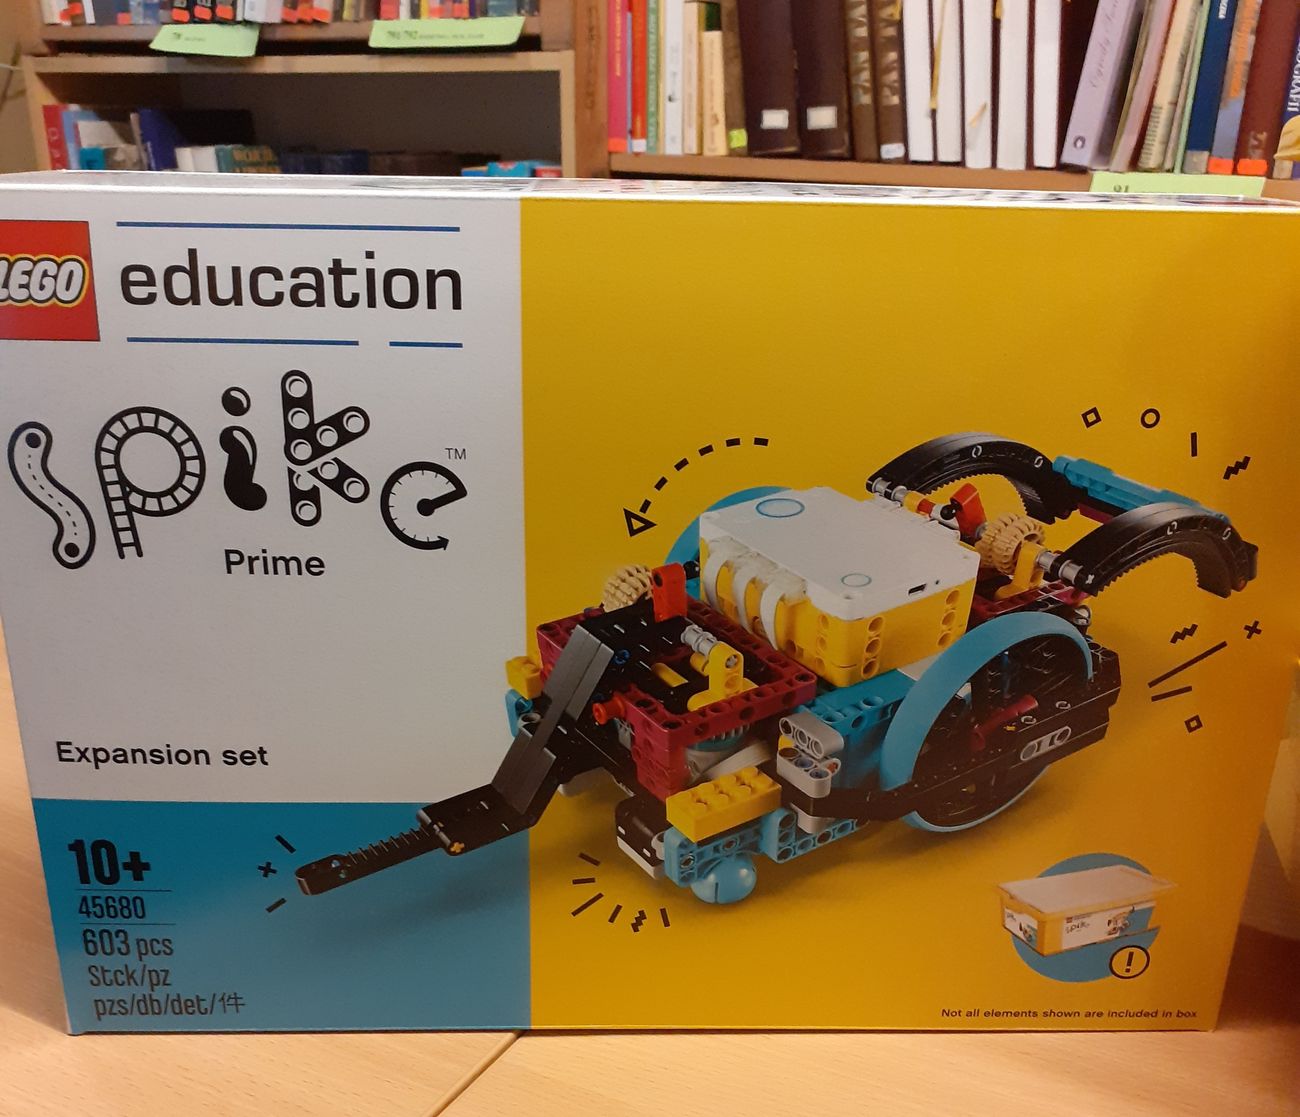 LEGO
education
spike
TM
Prime
Expansion set
10+
45680
603 pcs
Stck/pz
pzs/db/det/件
Not all elements shown are included in box